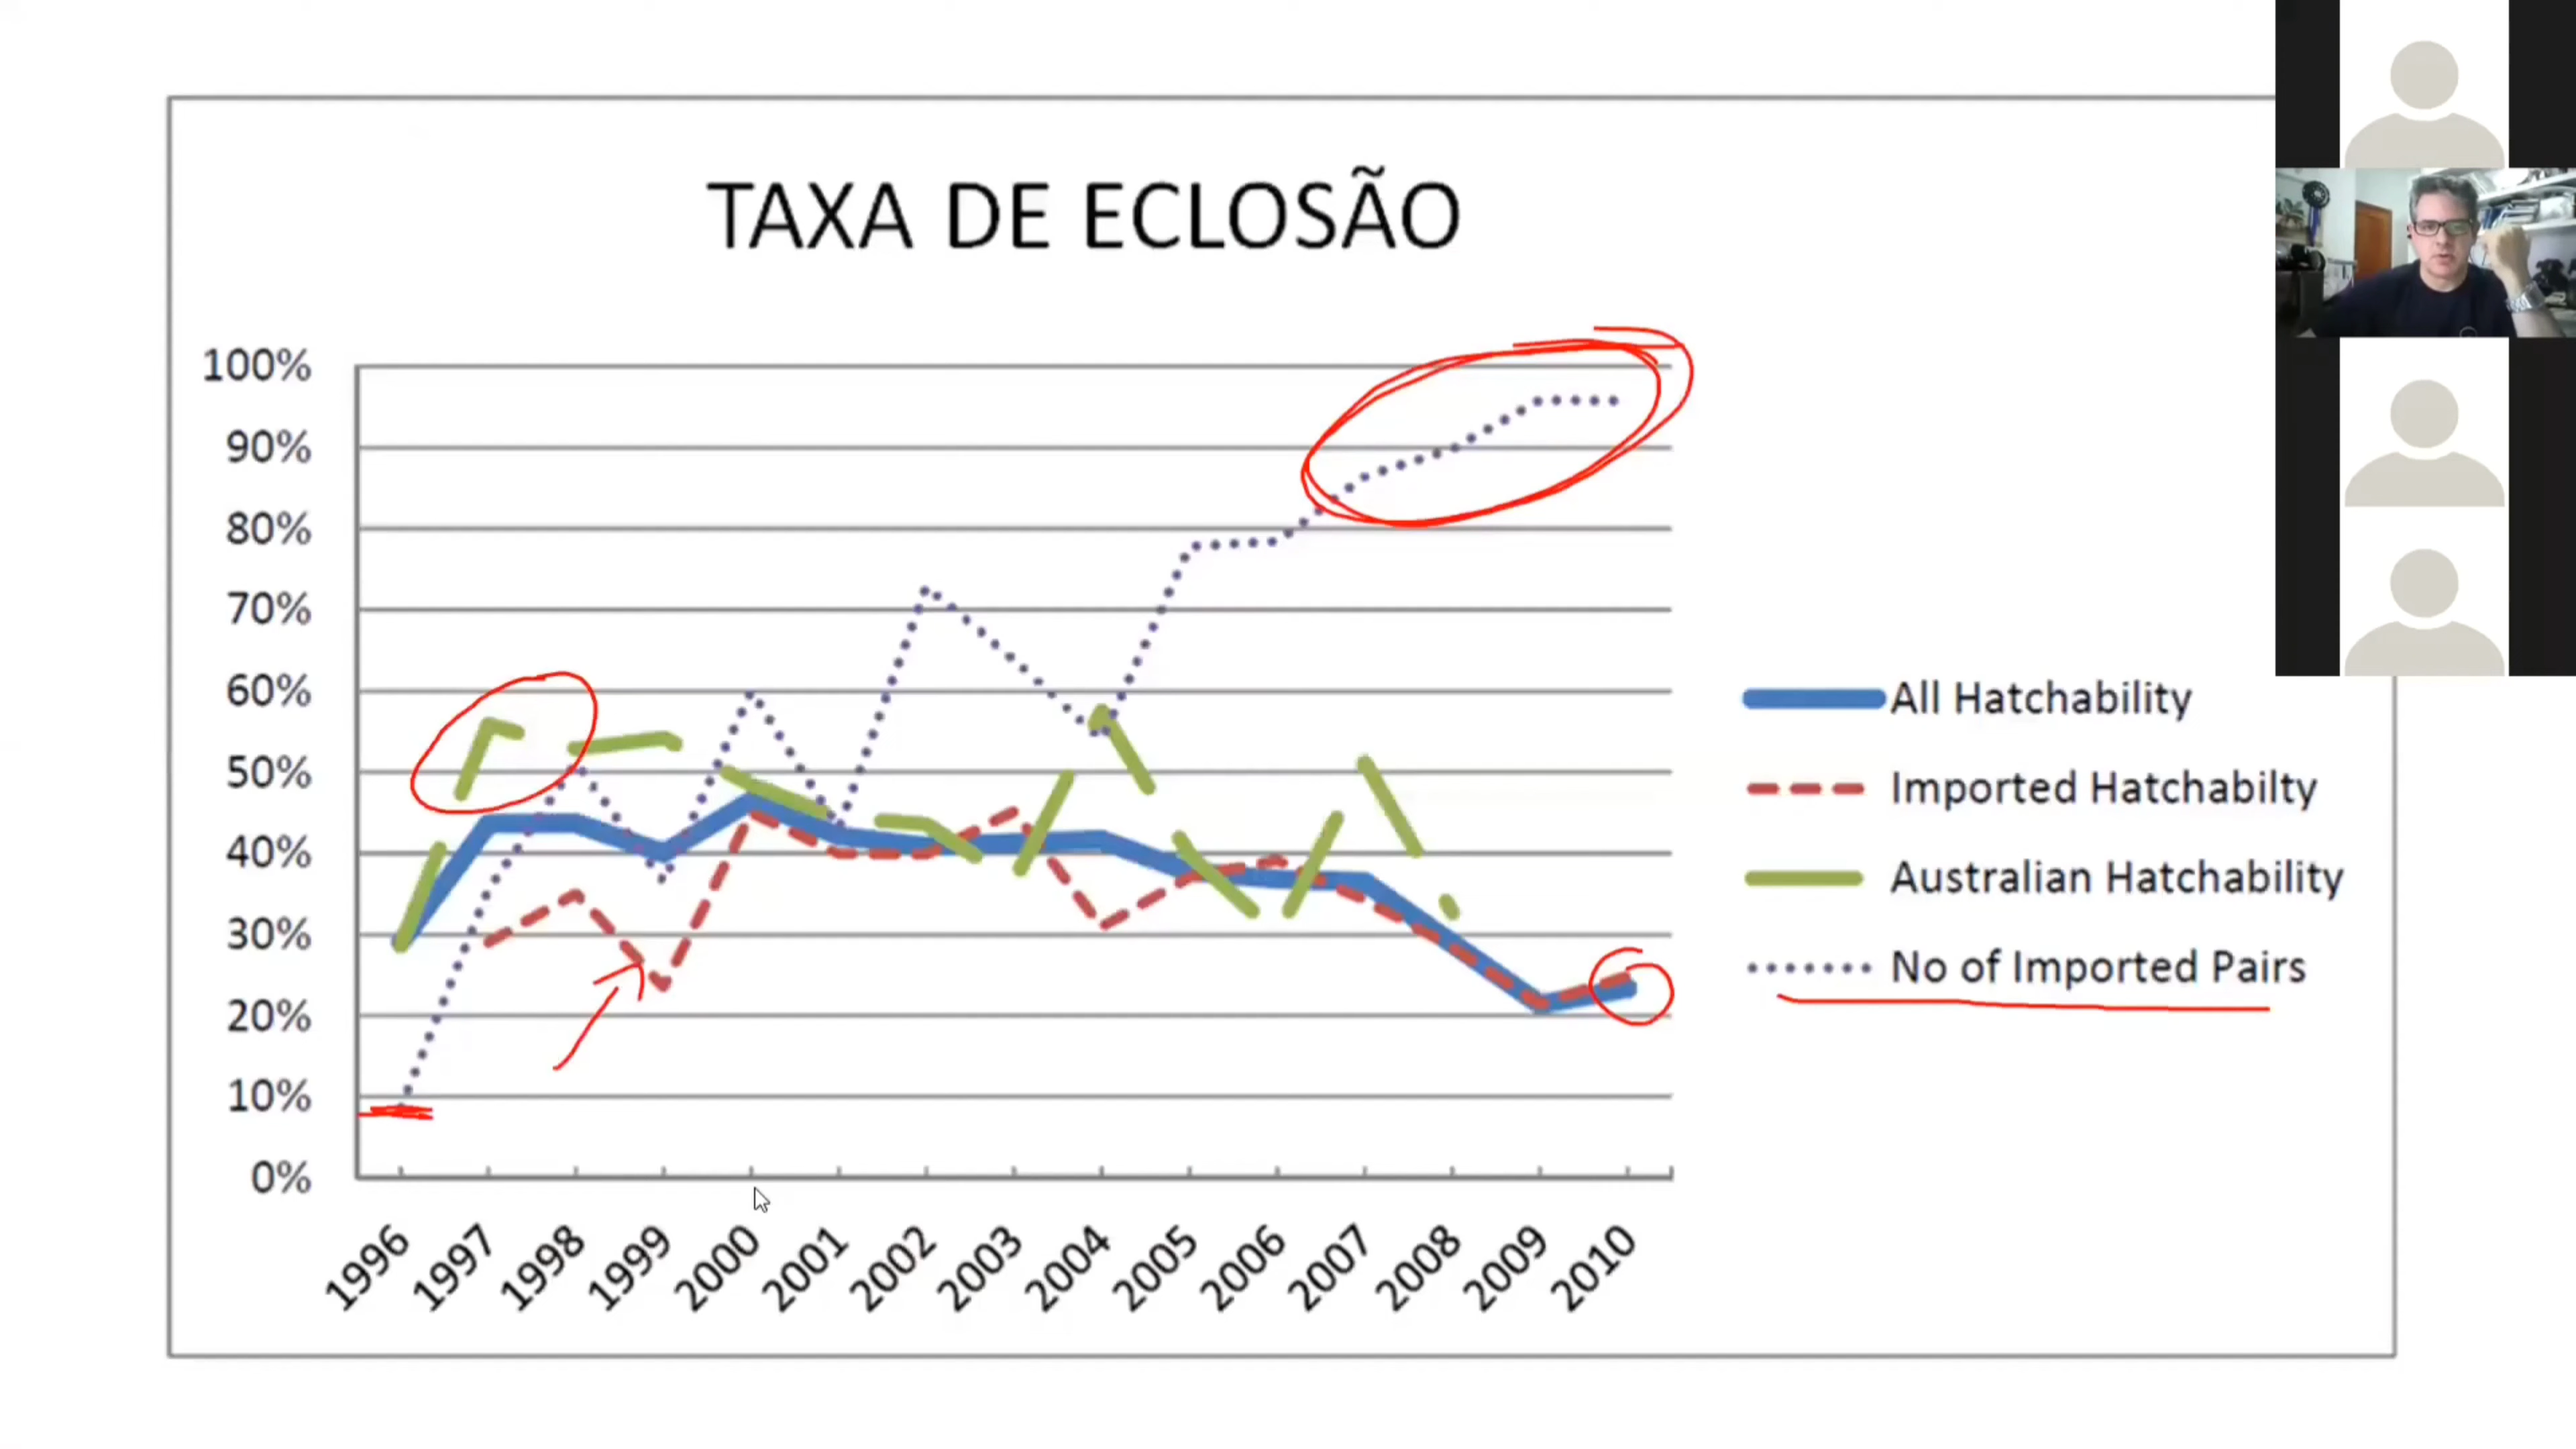 TAXA DE ECLOSÃO
100%
90%
80%
70%
60%
50%
40%
30%
20%
10%
0%
1996 1997 1998 1999 2000 2001 2002 2003 2004 2005 2006 2007 2008 2009 2010
All Hatchability
Imported Hatchabilty
Australian Hatchability
No of Imported Pairs